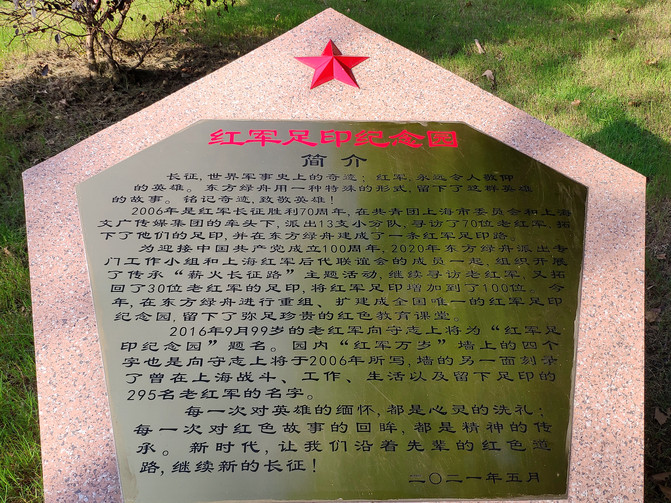 红军足印纪念园
简介
长征,世界军事史上的奇迹;红军,永远令人敬仰
的英雄。东方绿舟用一种特殊的形式,留下了这群英雄
的故事。铭记奇迹,致敬英雄!
2006年是红军长征胜利70周年,在共青团上海市委员会和上海
文广传媒集团的牵头下,派出13支小分队,寻访了70位老红军,拓
下了他们的足印,并在东方绿舟建成了一条红军足印路。
为迎接中国共产党成立100周年,2020年东方绿舟派出专
门工作小组和上海红军后代联谊会的成员一起,组织开展
了传承“薪火长征路”主题活动,继续寻访老红军,又拓
回了30位老红军的足印,将红军足印增加到了100位。今
年,在东方绿舟进行重组、扩建成全国唯一的红军足印
纪念园,留下了弥足珍贵的红色教育课堂。
2016年9月99岁的老红军向守志上将为“红军足
印纪念园”题名。园内“红军万岁”墙上的四个
字也是向守志上将于2006年所写,墙的另一面刻录
了曾在上海战斗、工作、生活以及留下足印的
295名老红军的名字。
每一次对英雄的缅怀,都是心灵的洗礼;
每一次对红色故事的回眸,都是精神的传
承。新时代,让我们沿着先辈的红色道
路,继续新的长征!
二〇二一年五月